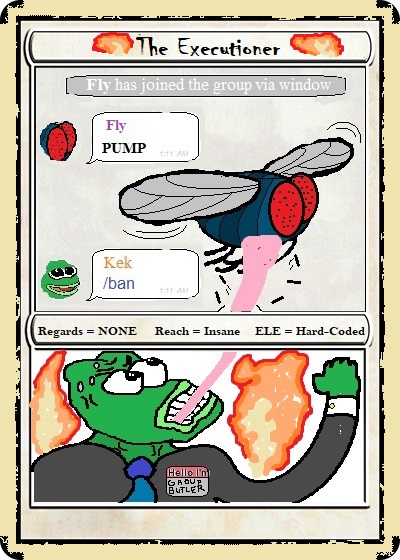 The Executioner
Fly has joined the group via window
Fly
PUMP
1:11 AM
Kek
/ban
1:11 AM
Regards = NONE Reach = Insane ELE = Hard-Coded
Hello I'm
GROUP
BUTLER